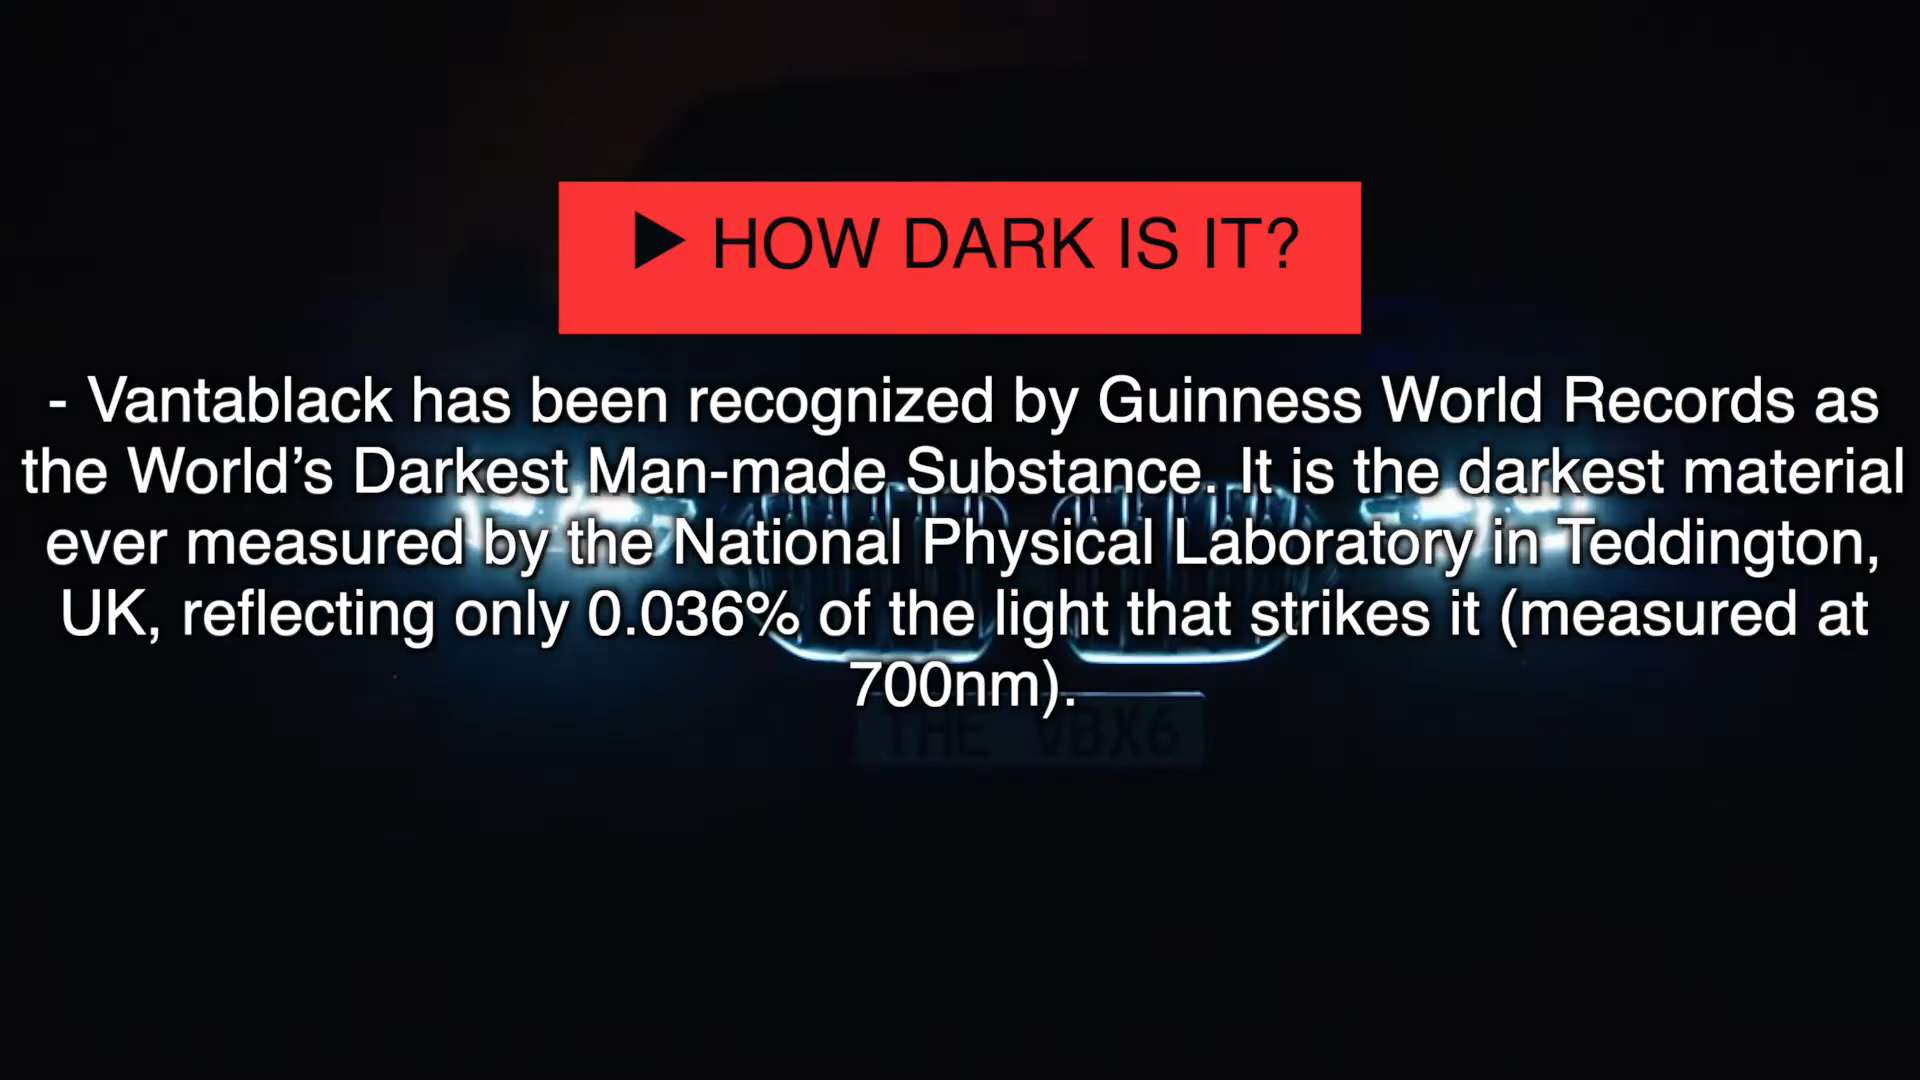 ▶ HOW DARK IS IT?
- Vantablack has been recognized by Guinness World Records as
the World’s Darkest Man-made Substance. It is the darkest material
ever measured by the National Physical Laboratory in Teddington,
UK, reflecting only 0.036% of the light that strikes it (measured at
700nm).
THE VBX6